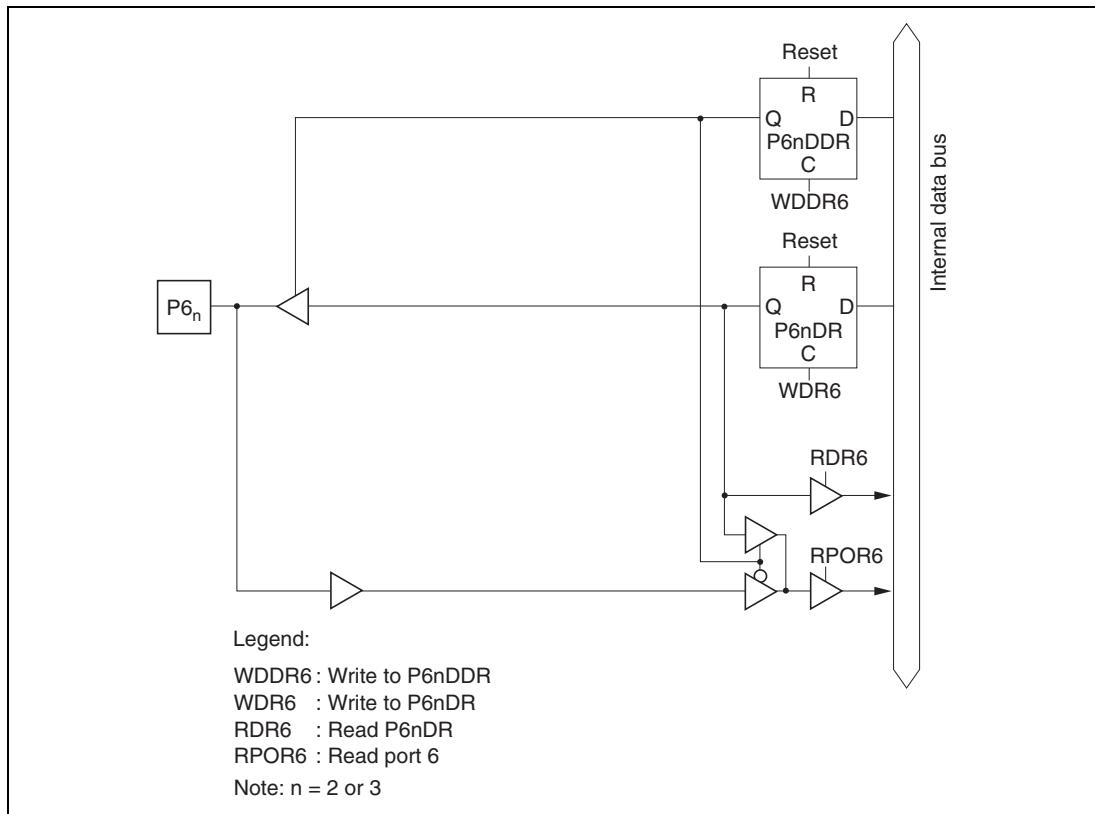 Reset
R
Q D
P6nDDR
C
WDDR6
Reset
R
Q D
P6nDR
C
WDR6
Internal data bus
P6n
RDR6
RPOR6
Legend:
WDDR6 : Write to P6nDDR
WDR6 : Write to P6nDR
RDR6 : Read P6nDR
RPOR6 : Read port 6
Note: n = 2 or 3